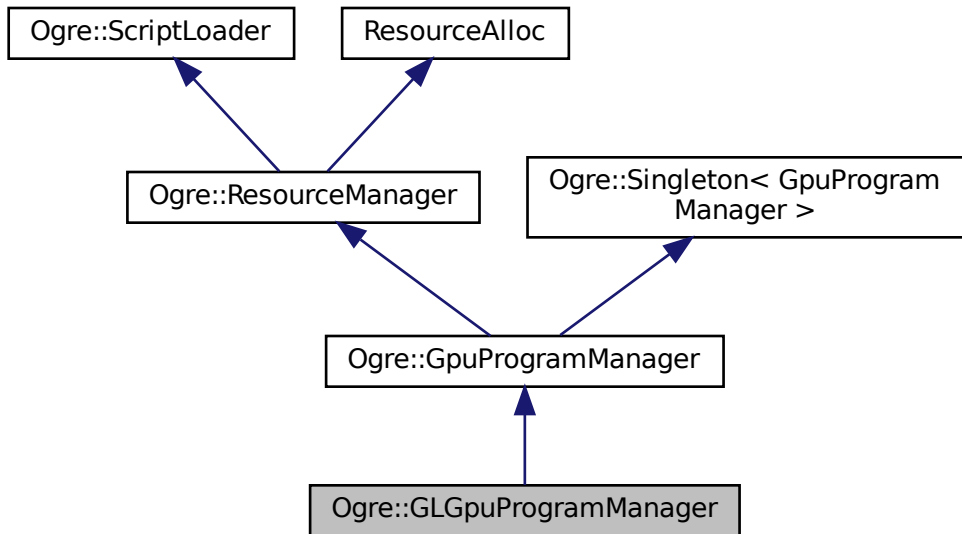 Ogre::ScriptLoader
ResourceAlloc
Ogre::ResourceManager
Ogre::Singleton< GpuProgram
Manager >
Ogre::GpuProgramManager
Ogre::GLGpuProgramManager